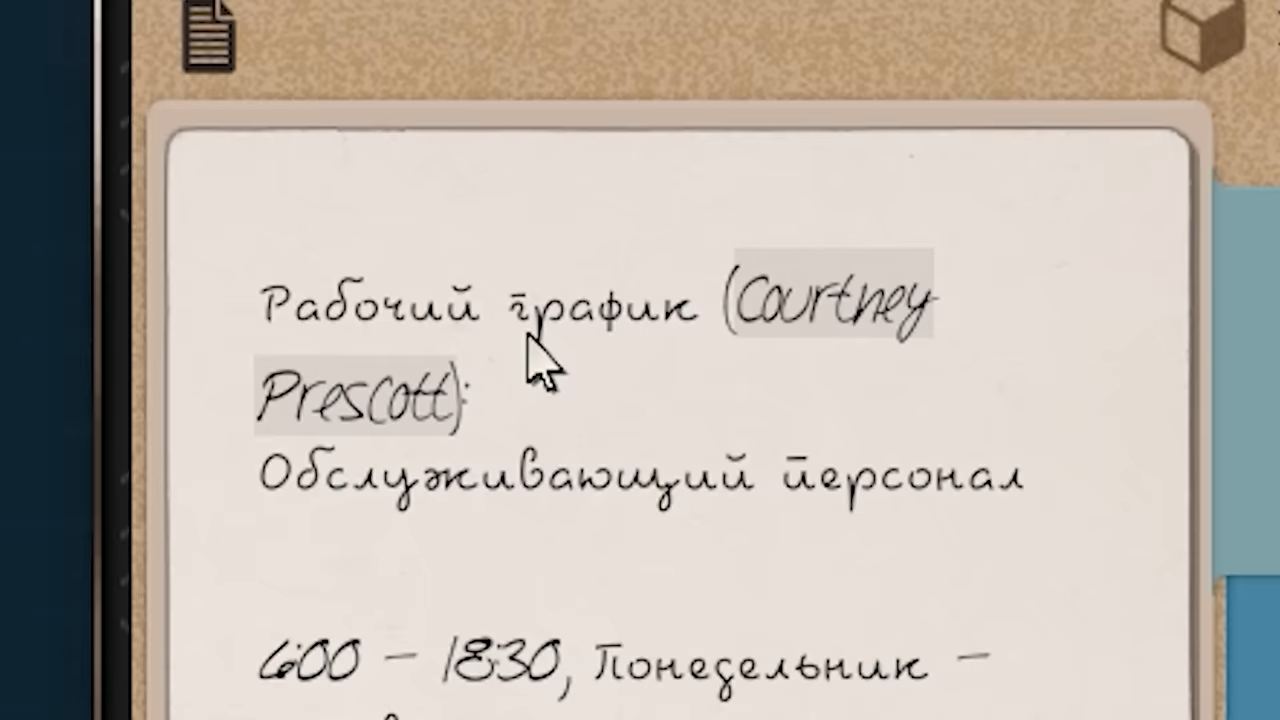 Рабочий график (Courtney
Prescott):
Обслуживающий персонал
6:00 – 18:30, Понедельник –